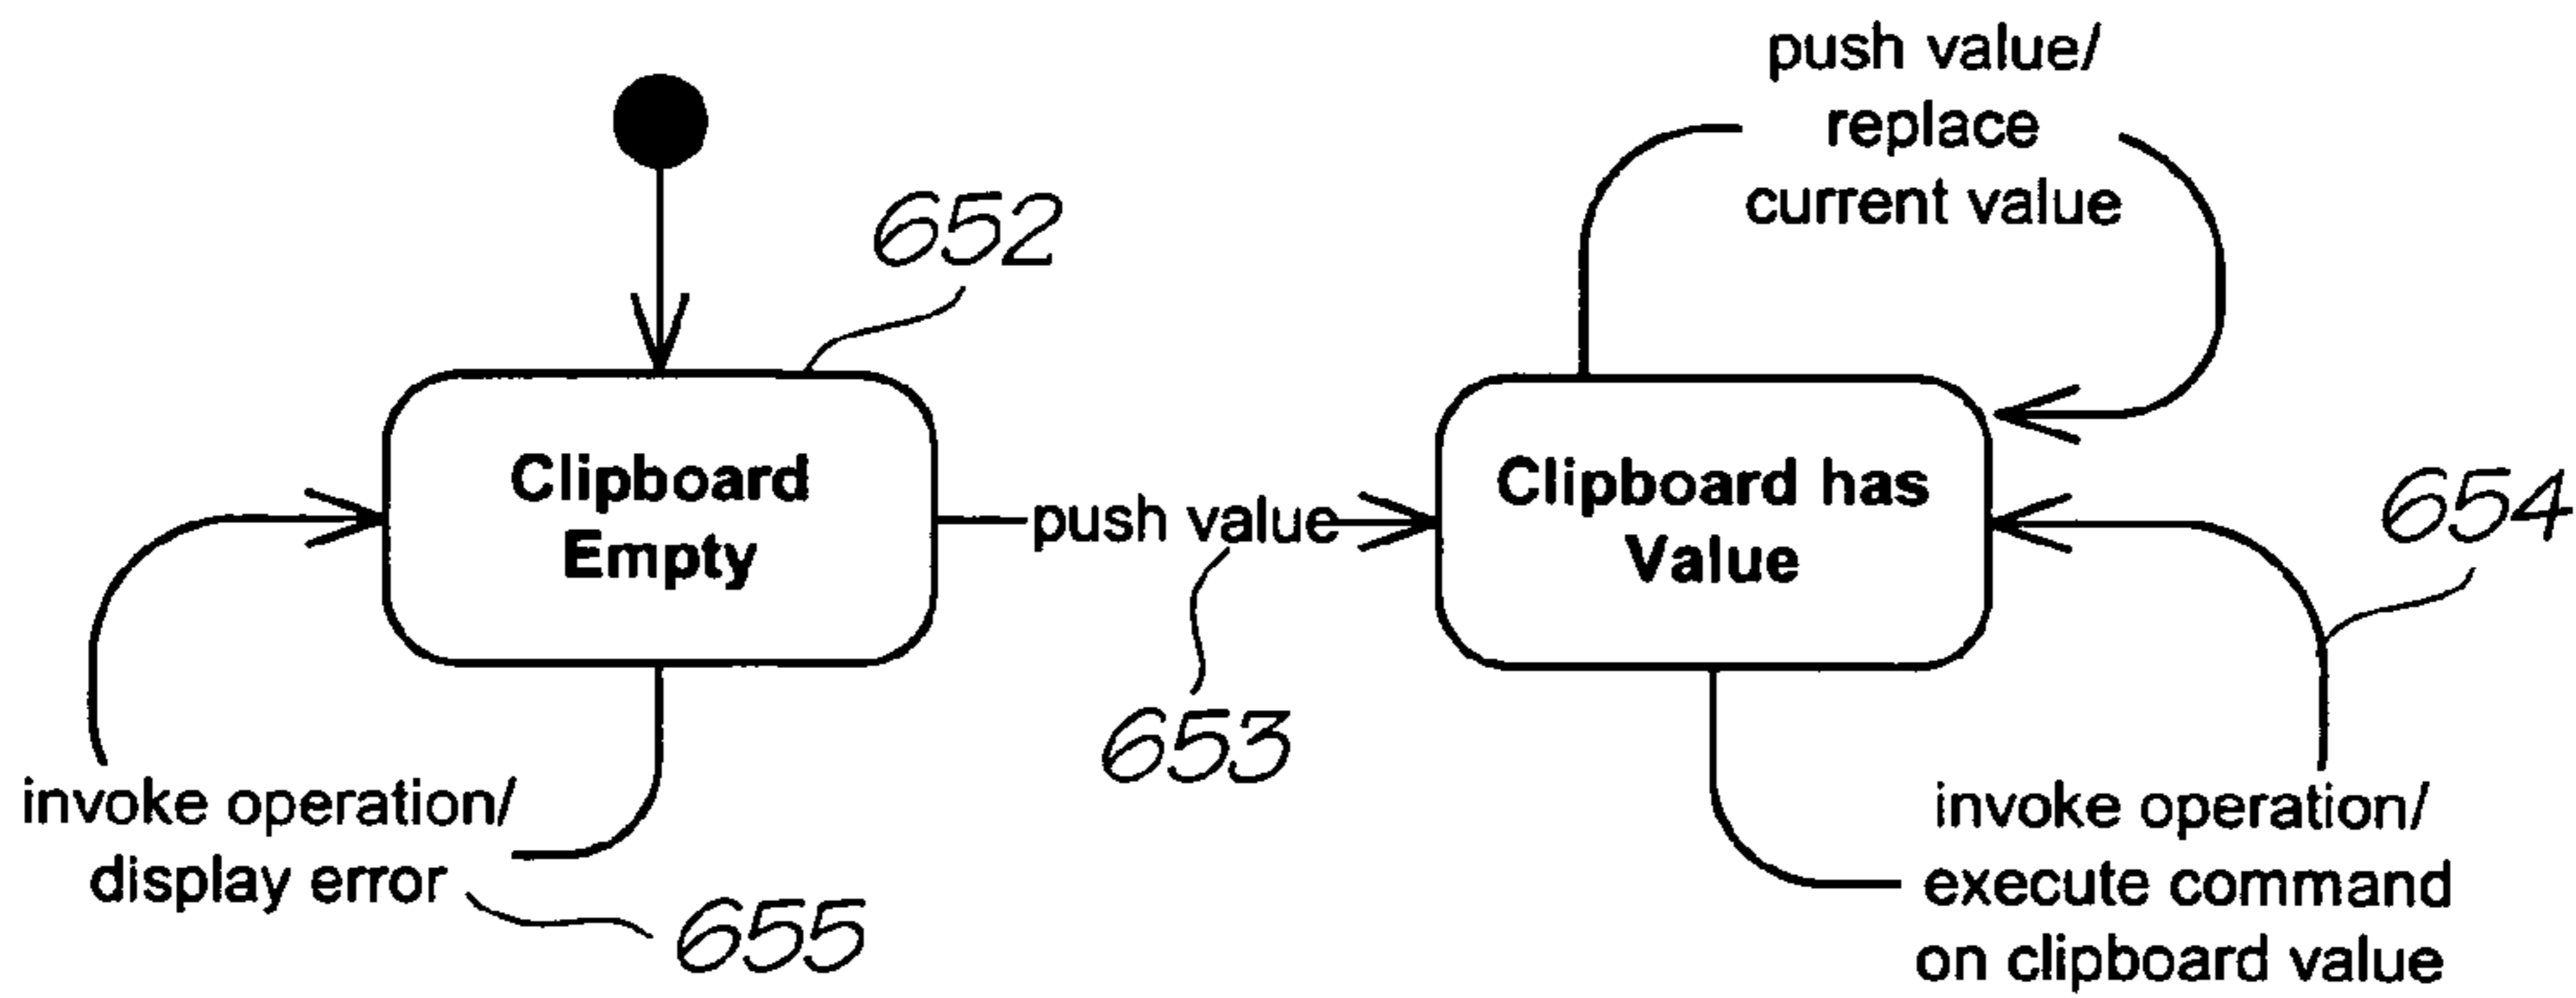 push value/
replace
current value
652
Clipboard
Empty
push value
653
Clipboard has
Value
654
invoke operation/
display error
655
invoke operation/
execute command
on clipboard value